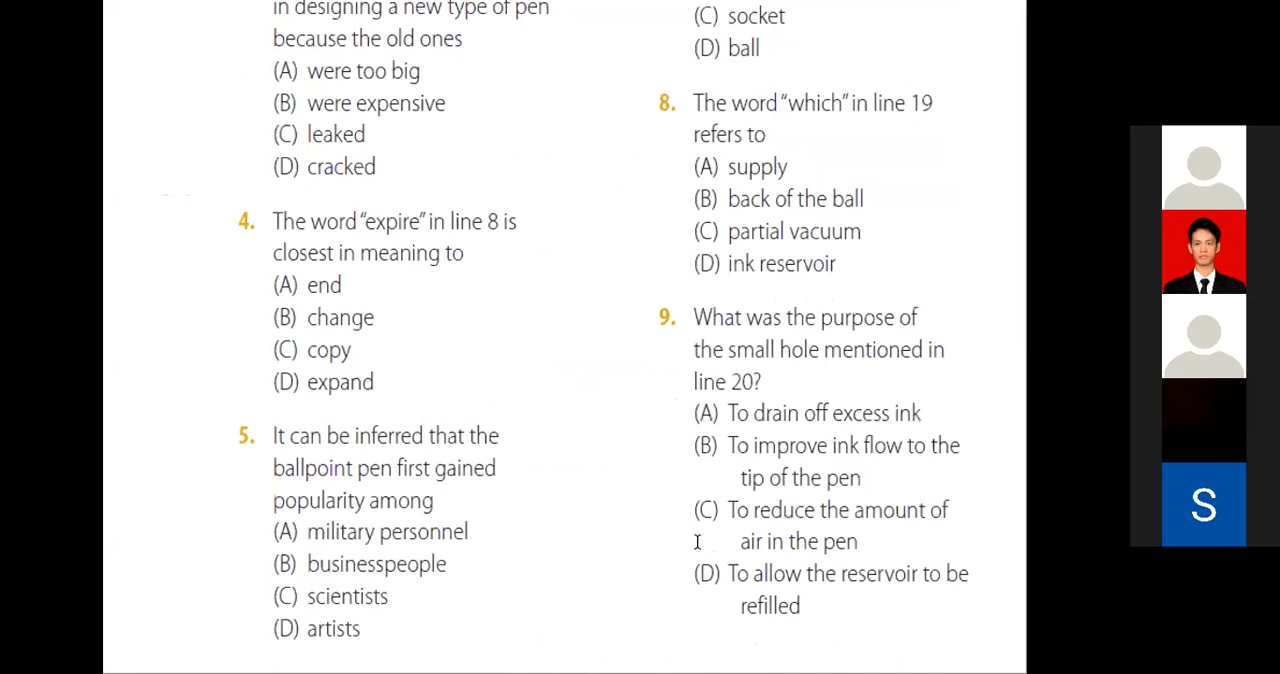 in designing a new type of pen
because the old ones
(A) were too big
(B) were expensive
(C) leaked
(D) cracked
4. The word “expire” in line 8 is
closest in meaning to
(A) end
(B) change
(C) copy
(D) expand
5. It can be inferred that the
ballpoint pen first gained
popularity among
(A) military personnel
(B) businesspeople
(C) scientists
(D) artists
(C) socket
(D) ball
8. The word “which” in line 19
refers to
(A) supply
(B) back of the ball
(C) partial vacuum
(D) ink reservoir
9. What was the purpose of
the small hole mentioned in
line 20?
(A) To drain off excess ink
(B) To improve ink flow to the
tip of the pen
(C) To reduce the amount of
air in the pen
(D) To allow the reservoir to be
refilled
S